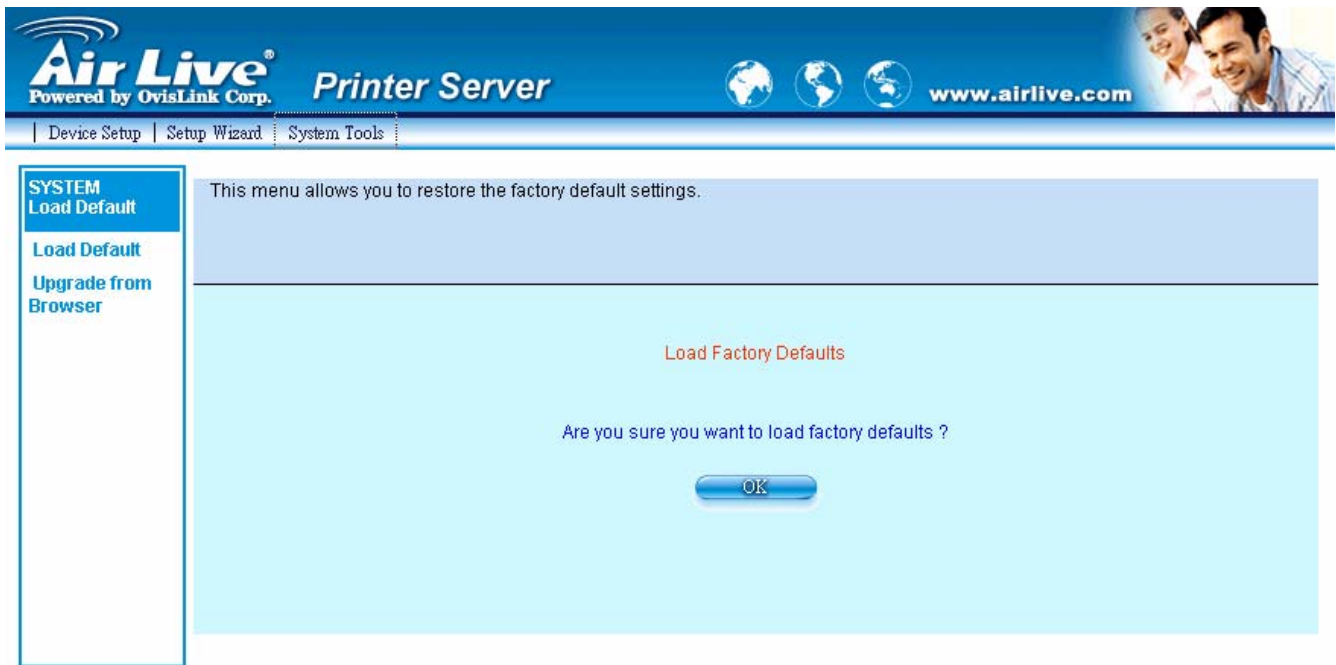 Air Live®
Powered by OvisLink Corp.
Printer Server
www.airlive.com
| Device Setup | Setup Wizard System Tools
SYSTEM
Load Default
Load Default
Upgrade from
Browser
This menu allows you to restore the factory default settings.
Load Factory Defaults
Are you sure you want to load factory defaults ?
OK